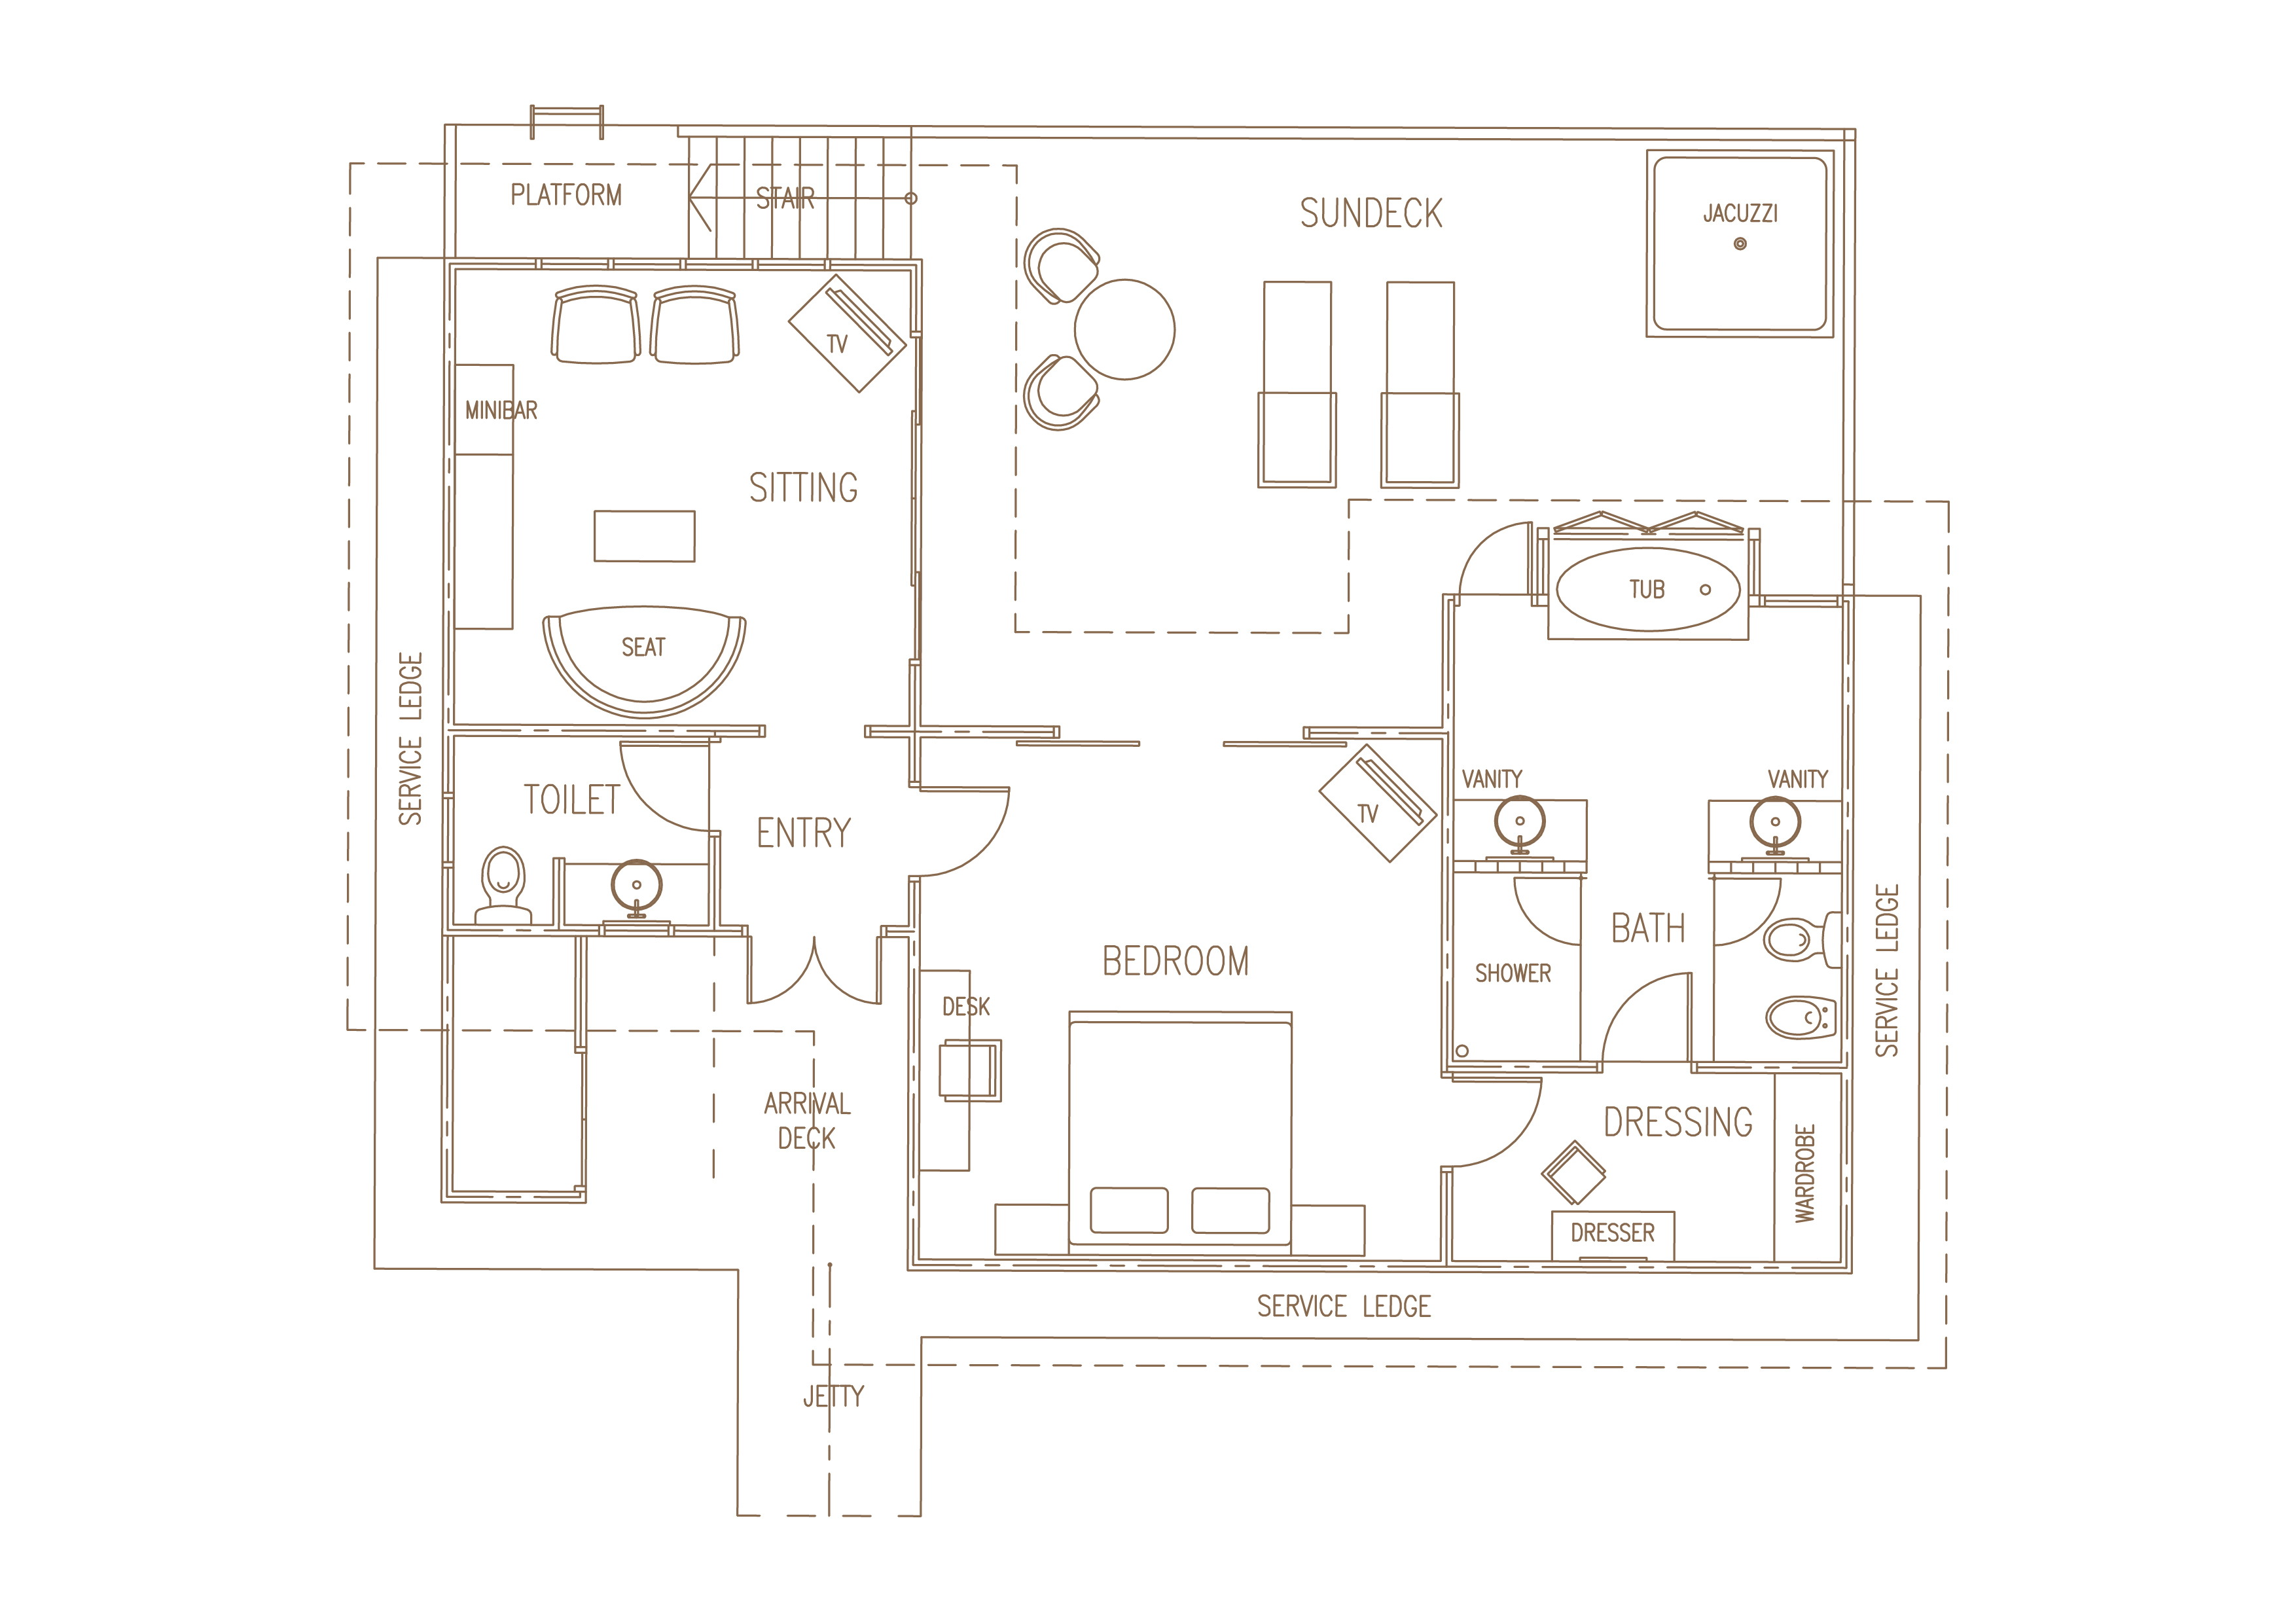 PLATFORM
STAIR
SUNDECK
JACUZZI
TV
MINIBAR
SITTING
TUB
SEAT
SERVICE LEDGE
TOILET
ENTRY
TV
VANITY
VANITY
BATH
SHOWER
BEDROOM
DESK
SERVICE LEDGE
ARRIVAL
DECK
DRESSING
WARDROBE
DRESSER
SERVICE LEDGE
JETTY